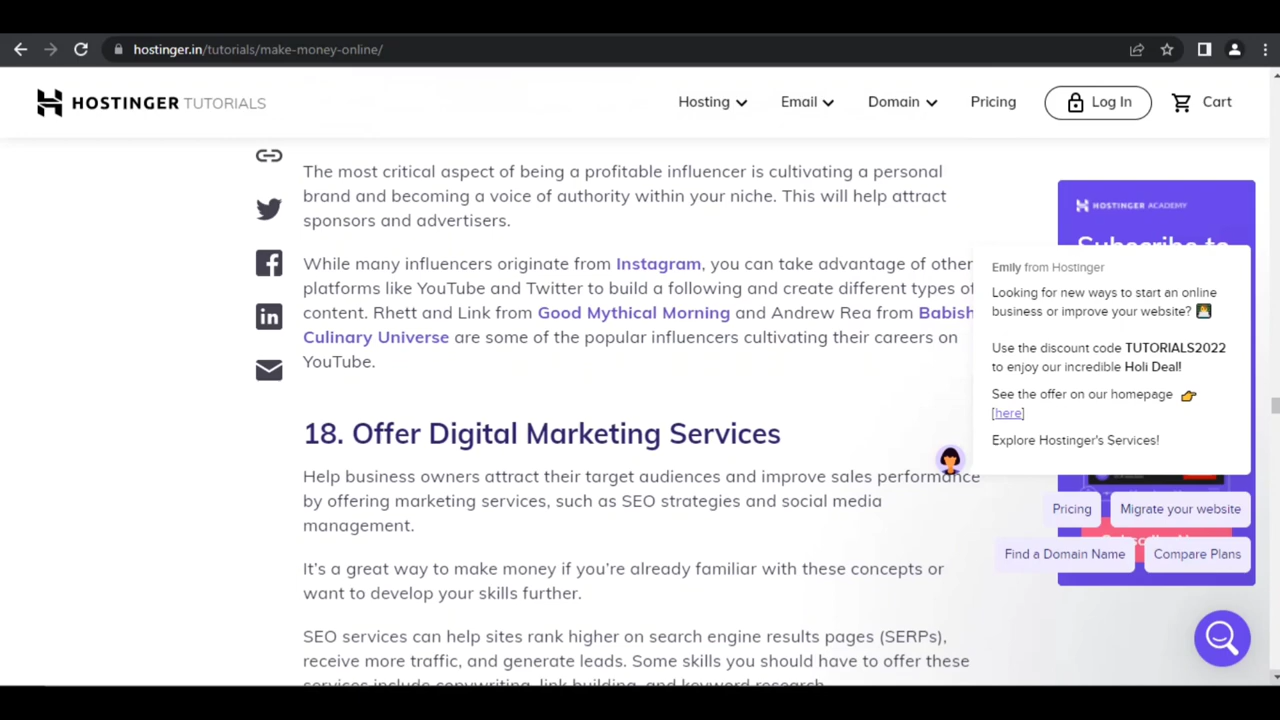 hostinger.in/tutorials/make-money-online/
HOSTINGER TUTORIALS
Hosting
Email
Domain
Pricing
Log In
Cart
The most critical aspect of being a profitable influencer is cultivating a personal
brand and becoming a voice of authority within your niche. This will help attract
sponsors and advertisers.
While many influencers originate from Instagram, you can take advantage of other
platforms like YouTube and Twitter to build a following and create different types of
content. Rhett and Link from Good Mythical Morning and Andrew Rea from Babish
Culinary Universe are some of the popular influencers cultivating their careers on
YouTube.
18. Offer Digital Marketing Services
Help business owners attract their target audiences and improve sales performance
by offering marketing services, such as SEO strategies and social media
management.
It's a great way to make money if you're already familiar with these concepts or
want to develop your skills further.
SEO services can help sites rank higher on search engine results pages (SERPs),
receive more traffic, and generate leads. Some skills you should have to offer these
services include copywriting, link building, and keyword research.
HOSTINGER ACADEMY
Subscribe to
Emily from Hostinger
Looking for new ways to start an online
business or improve your website?
Use the discount code TUTORIALS2022
to enjoy our incredible Holi Deal!
See the offer on our homepage
[here]
Explore Hostinger's Services!
Pricing
Migrate your website
Find a Domain Name
Compare Plans